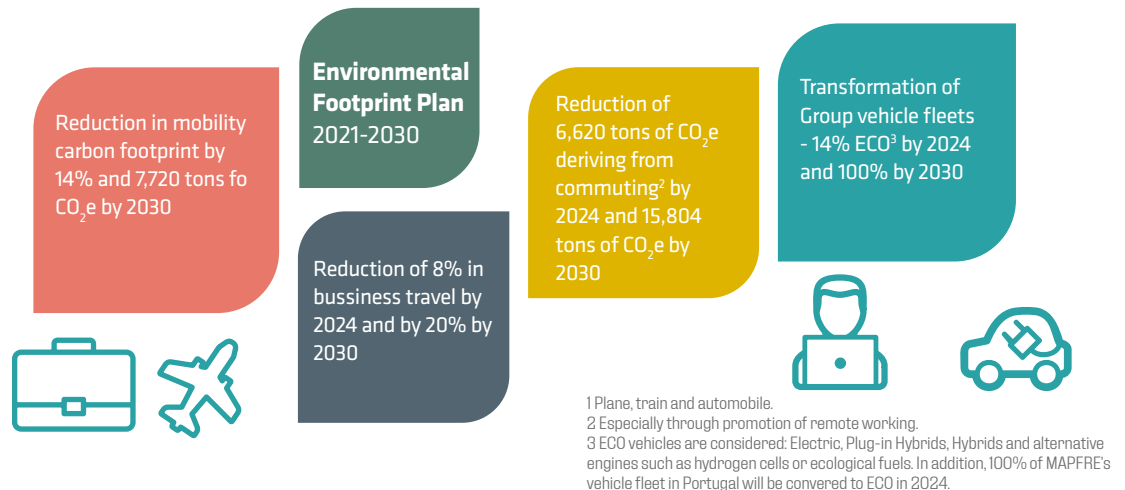 Reduction in mobility
carbon footprint by
14% and 7,720 tons fo
CO₂e by 2030
Environmental
Footprint Plan
2021-2030
Reduction of 8% in
bussiness travel by
2024 and by 20% by
2030
Reduction of
6,620 tons of CO₂e
deriving from
commuting² by
2024 and 15,804
tons of CO₂e by
2030
Transformation of
Group vehicle fleets
- 14% ECO³ by 2024
and 100% by 2030
1 Plane, train and automobile.
2 Especially through promotion of remote working.
3 ECO vehicles are considered: Electric, Plug-in Hybrids, Hybrids and alternative
engines such as hydrogen cells or ecological fuels. In addition, 100% of MAPFRE's
vehicle fleet in Portugal will be convered to ECO in 2024.